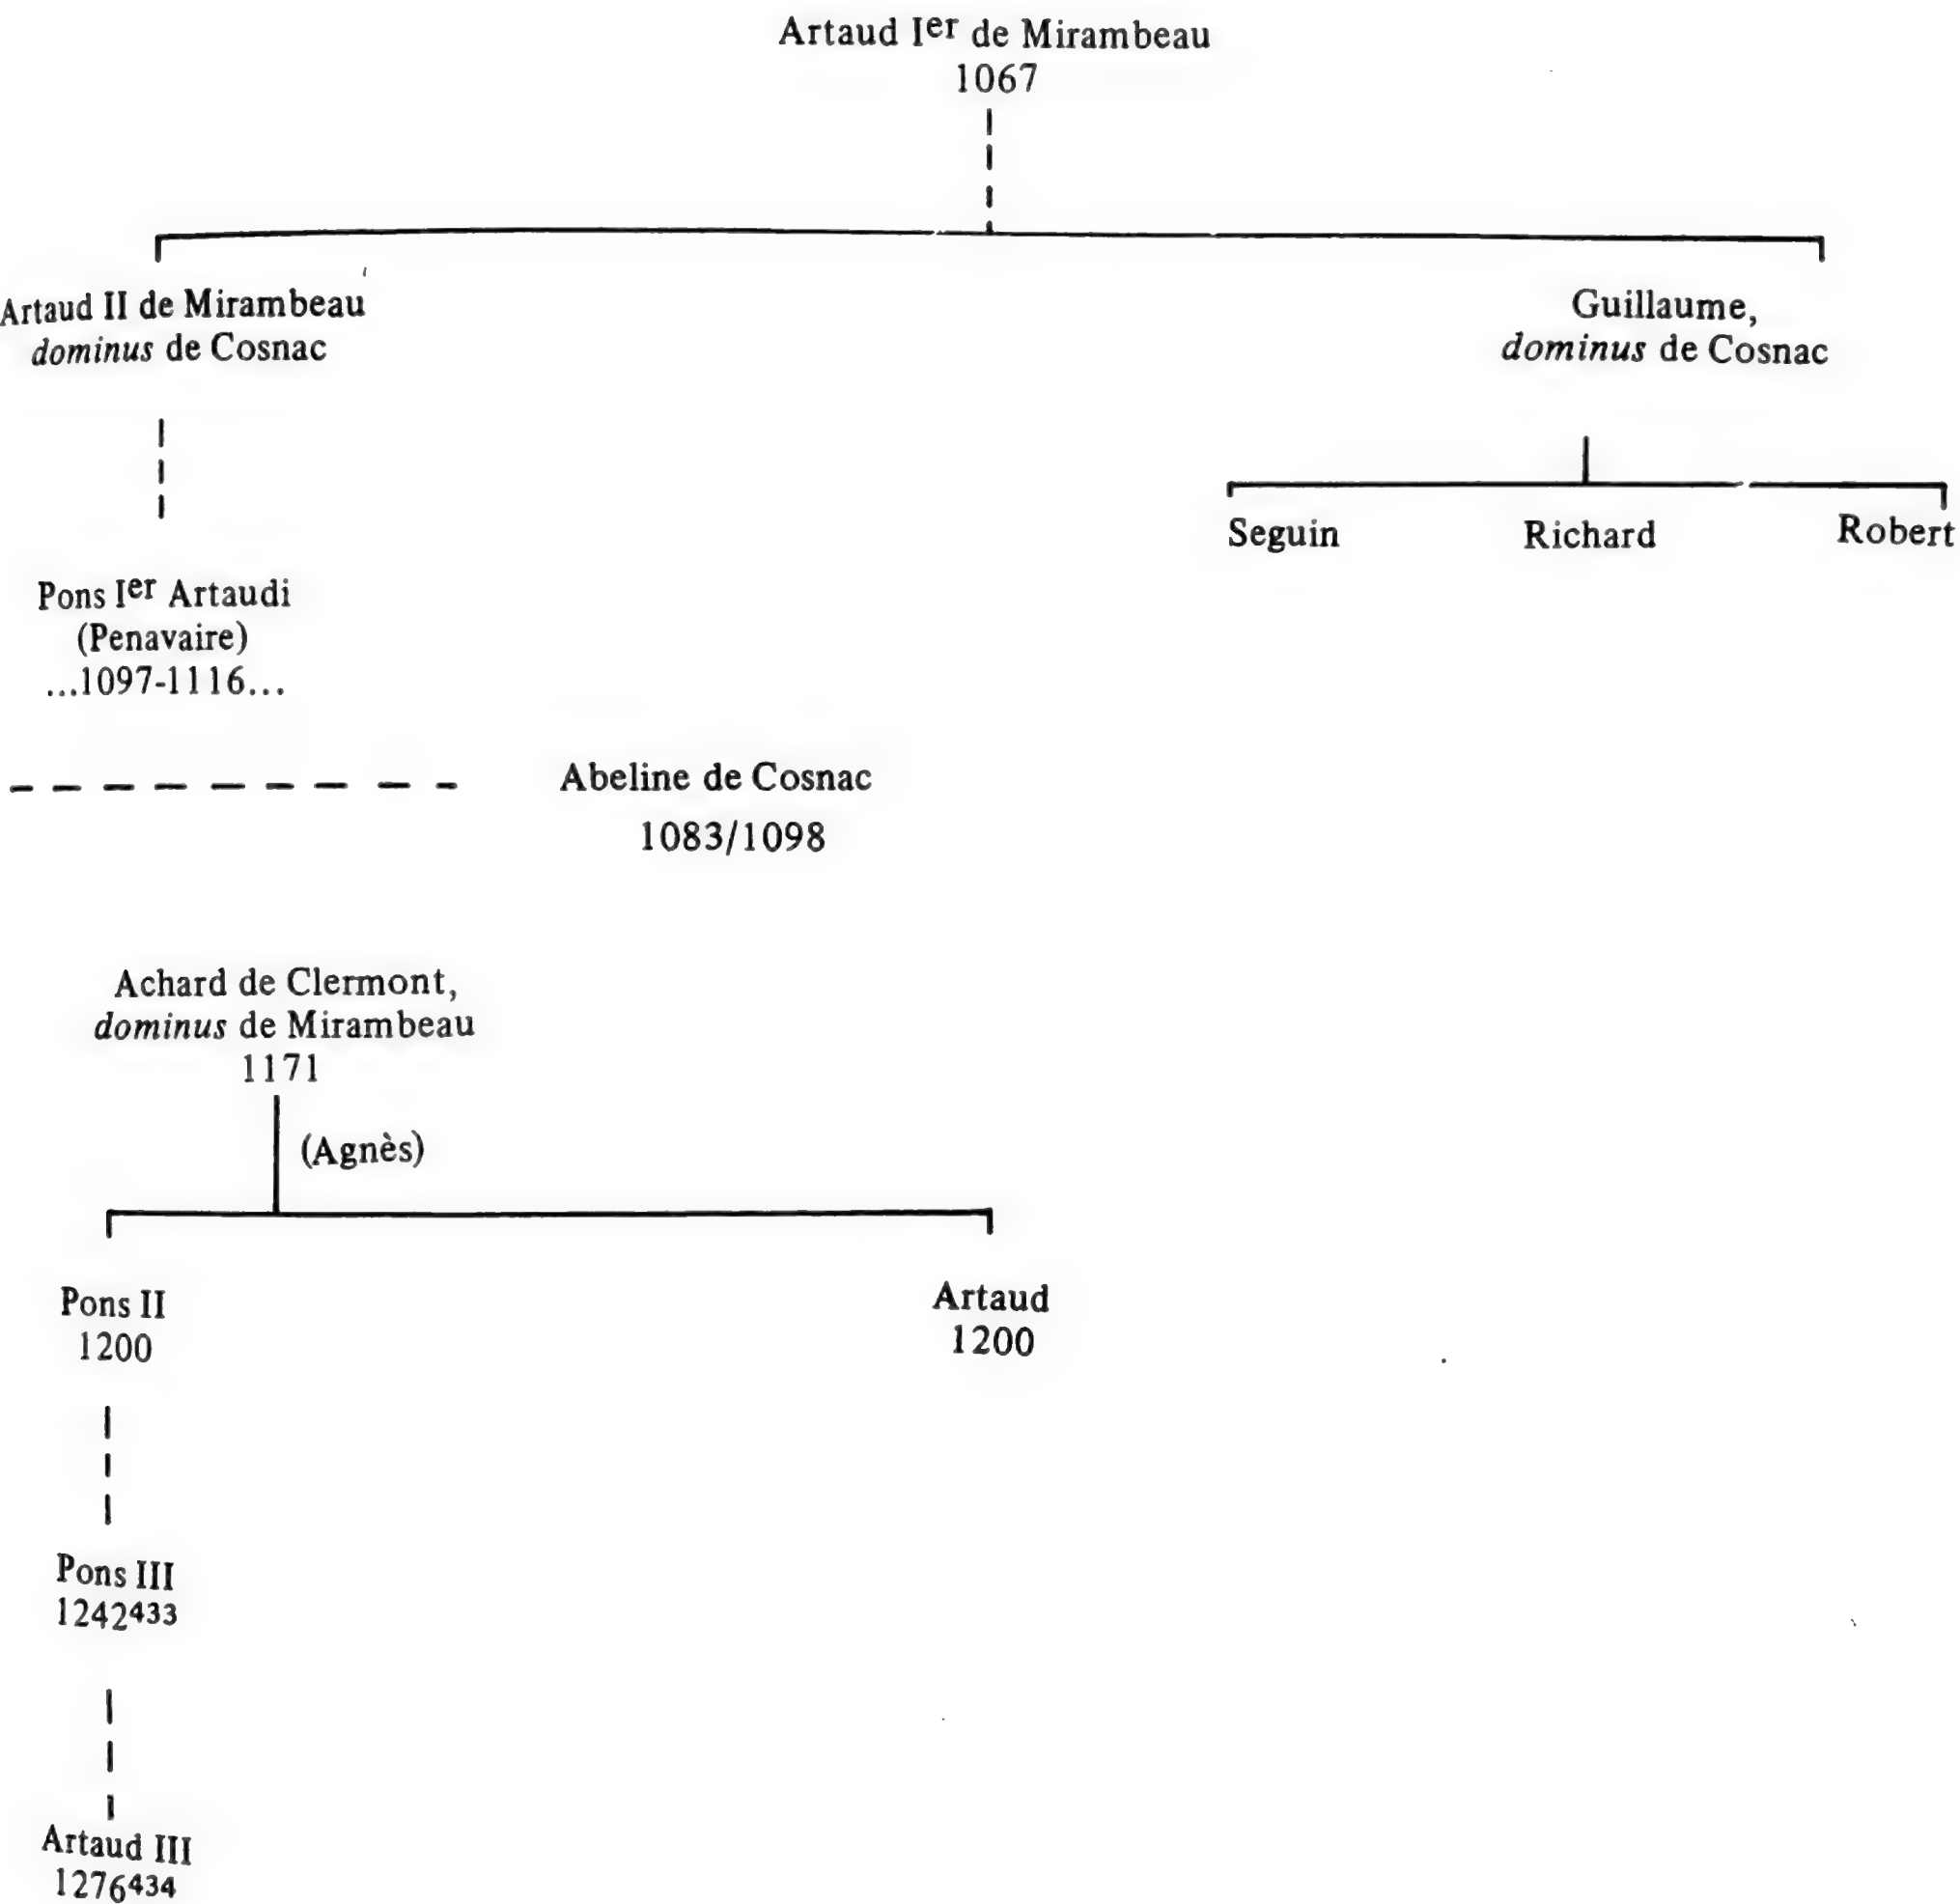 Artaud Ier de Mirambeau
1067
Artaud II de Mirambeau
dominus de Cosnac
Guillaume,
dominus de Cosnac
Seguin Richard Robert
Pons Ier Artaudi
(Penavaire)
...1097-1116...
Abeline de Cosnac
1083/1098
Achard de Clermont,
dominus de Mirambeau
1171
(Agnès)
Pons II
1200
Artaud
1200
Pons III
1242433
Artaud III
1276434